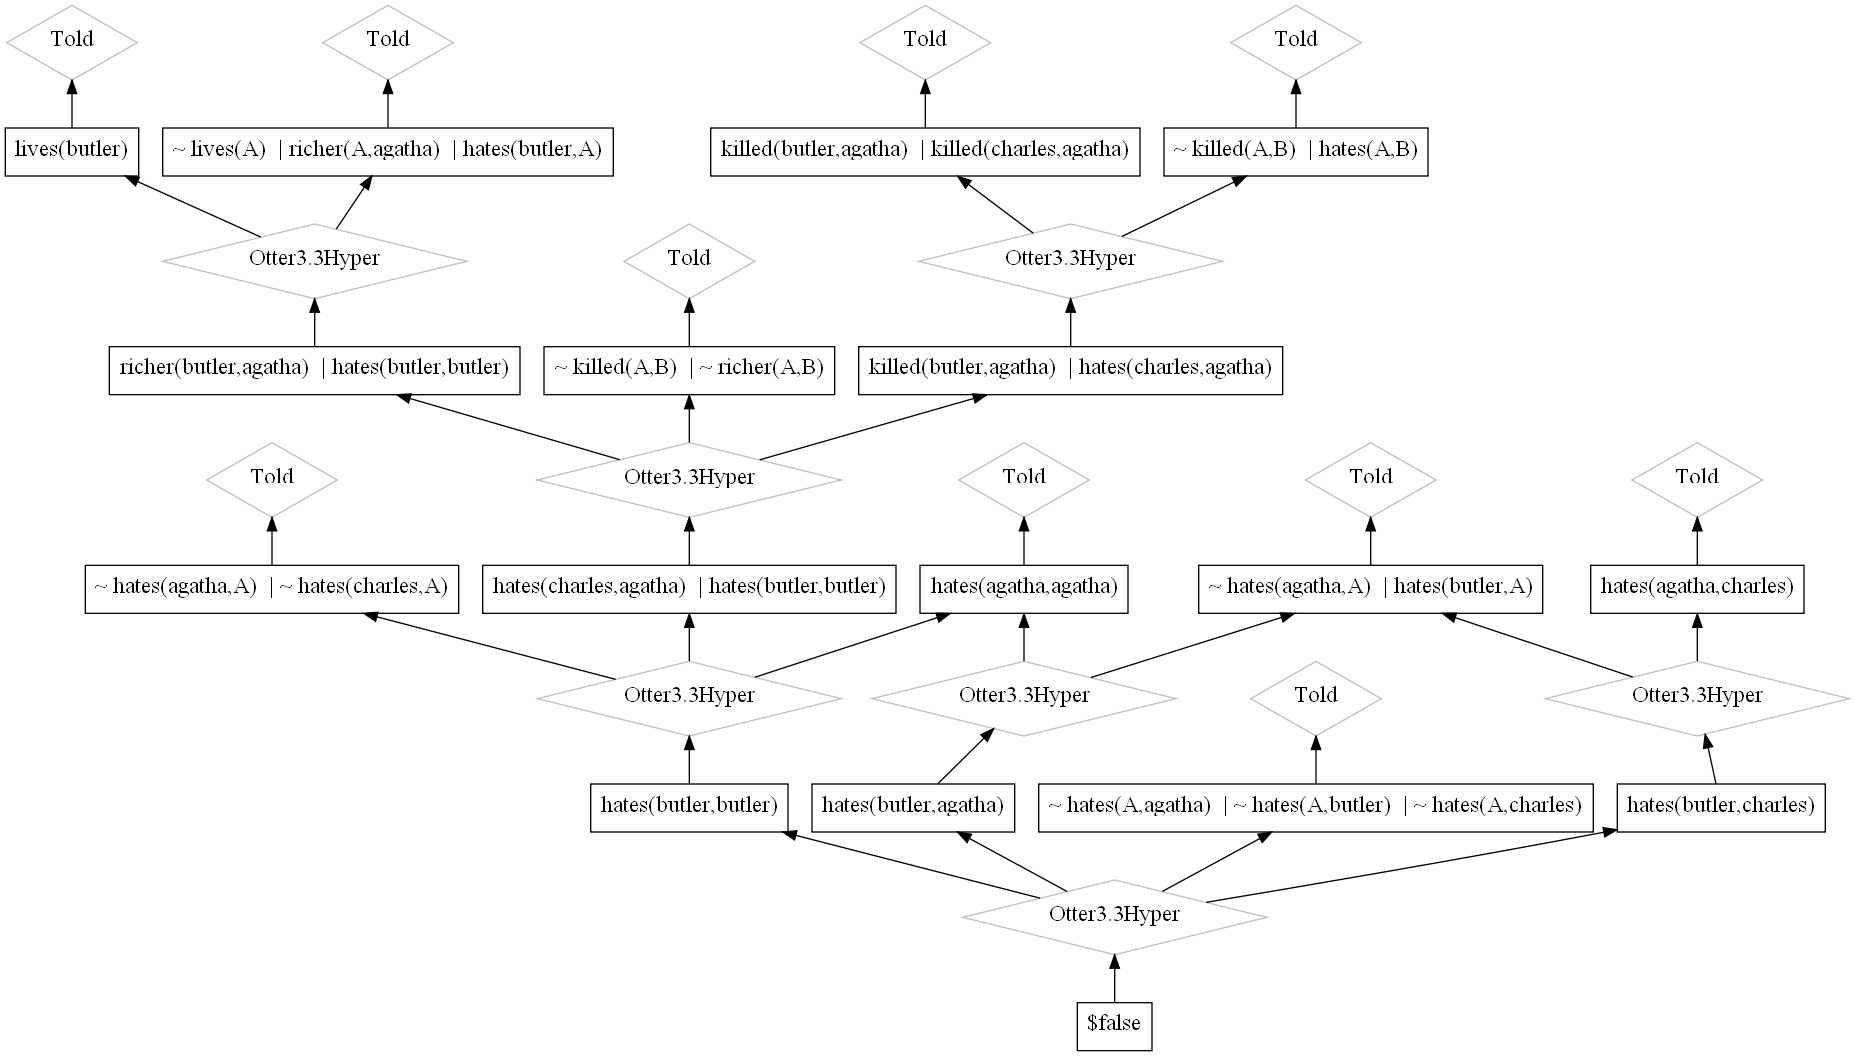 Told
Told
Told
Told
lives(butler)
~ lives(A) | richer(A,agatha) | hates(butler,A)
killed(butler,agatha) | killed(charles,agatha)
~ killed(A,B) | hates(A,B)
Otter3.3Hyper
Told
Otter3.3Hyper
richer(butler,agatha) | hates(butler,butler)
~ killed(A,B) | ~ richer(A,B)
killed(butler,agatha) | hates(charles,agatha)
Told
Otter3.3Hyper
Told
Told
Told
~ hates(agatha,A) | ~ hates(charles,A)
hates(charles,agatha) | hates(butler,butler)
hates(agatha,agatha)
~ hates(agatha,A) | hates(butler,A)
hates(agatha,charles)
Otter3.3Hyper
Otter3.3Hyper
Told
Otter3.3Hyper
hates(butler,butler)
hates(butler,agatha)
~ hates(A,agatha) | ~ hates(A,butler) | ~ hates(A,charles)
hates(butler,charles)
Otter3.3Hyper
$false